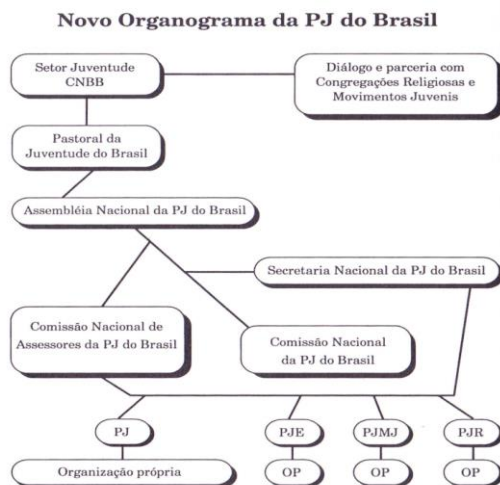 Novo Organograma da PJ do Brasil
Setor Juventude
CNBB
Diálogo e parceria com
Congregações Religiosas e
Movimentos Juvenis
Pastoral da
Juventude do Brasil
Assembléia Nacional da PJ do Brasil
Secretaria Nacional da PJ do Brasil
Comissão Nacional de
Assessores da PJ do Brasil
Comissão Nacional
da PJ do Brasil
PJ
PJE
PJMJ
PJR
Organização própria
OP
OP
OP